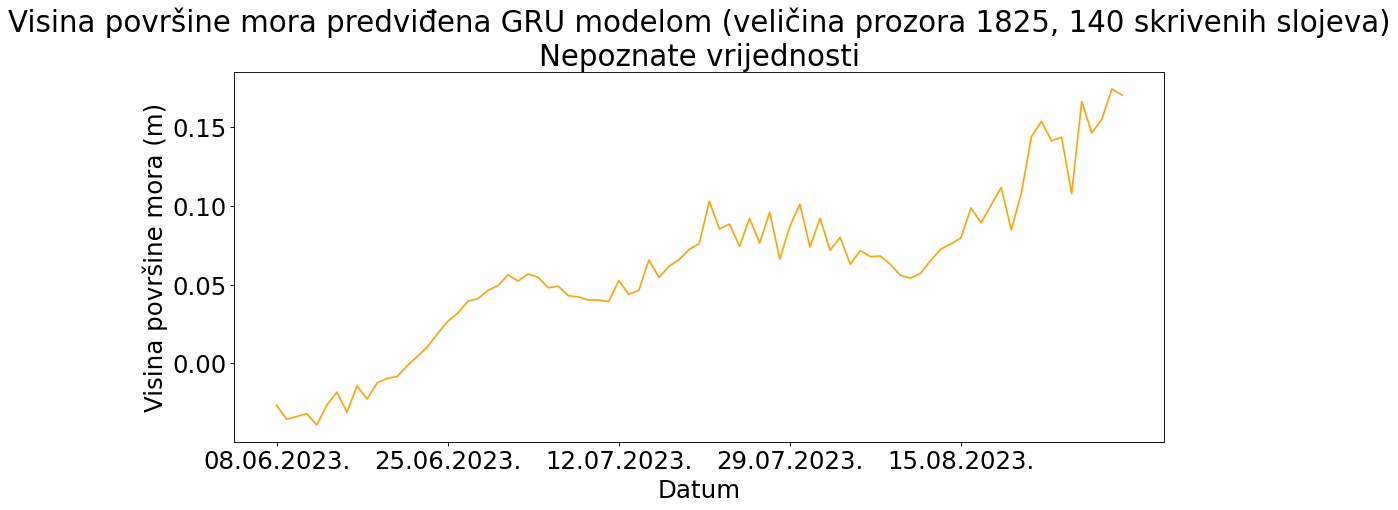 Visina površine mora predviđena GRU modelom (veličina prozora 1825, 140 skrivenih slojeva)
Nepoznate vrijednosti
Visina površine mora (m)
0.15
0.10
0.05
0.00
08.06.2023.
25.06.2023.
12.07.2023.
29.07.2023.
15.08.2023.
Datum